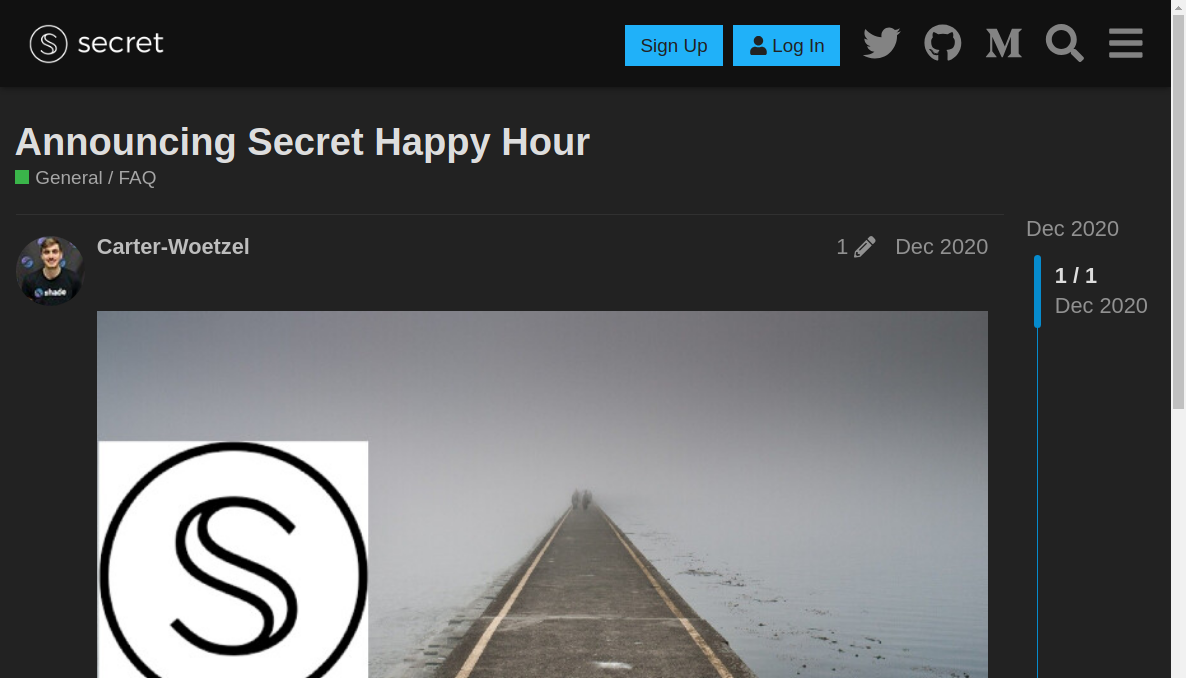 secret
Sign Up
Log In
Announcing Secret Happy Hour
General / FAQ
Carter-Woetzel
1
Dec 2020
Dec 2020
1 / 1
Dec 2020
shade